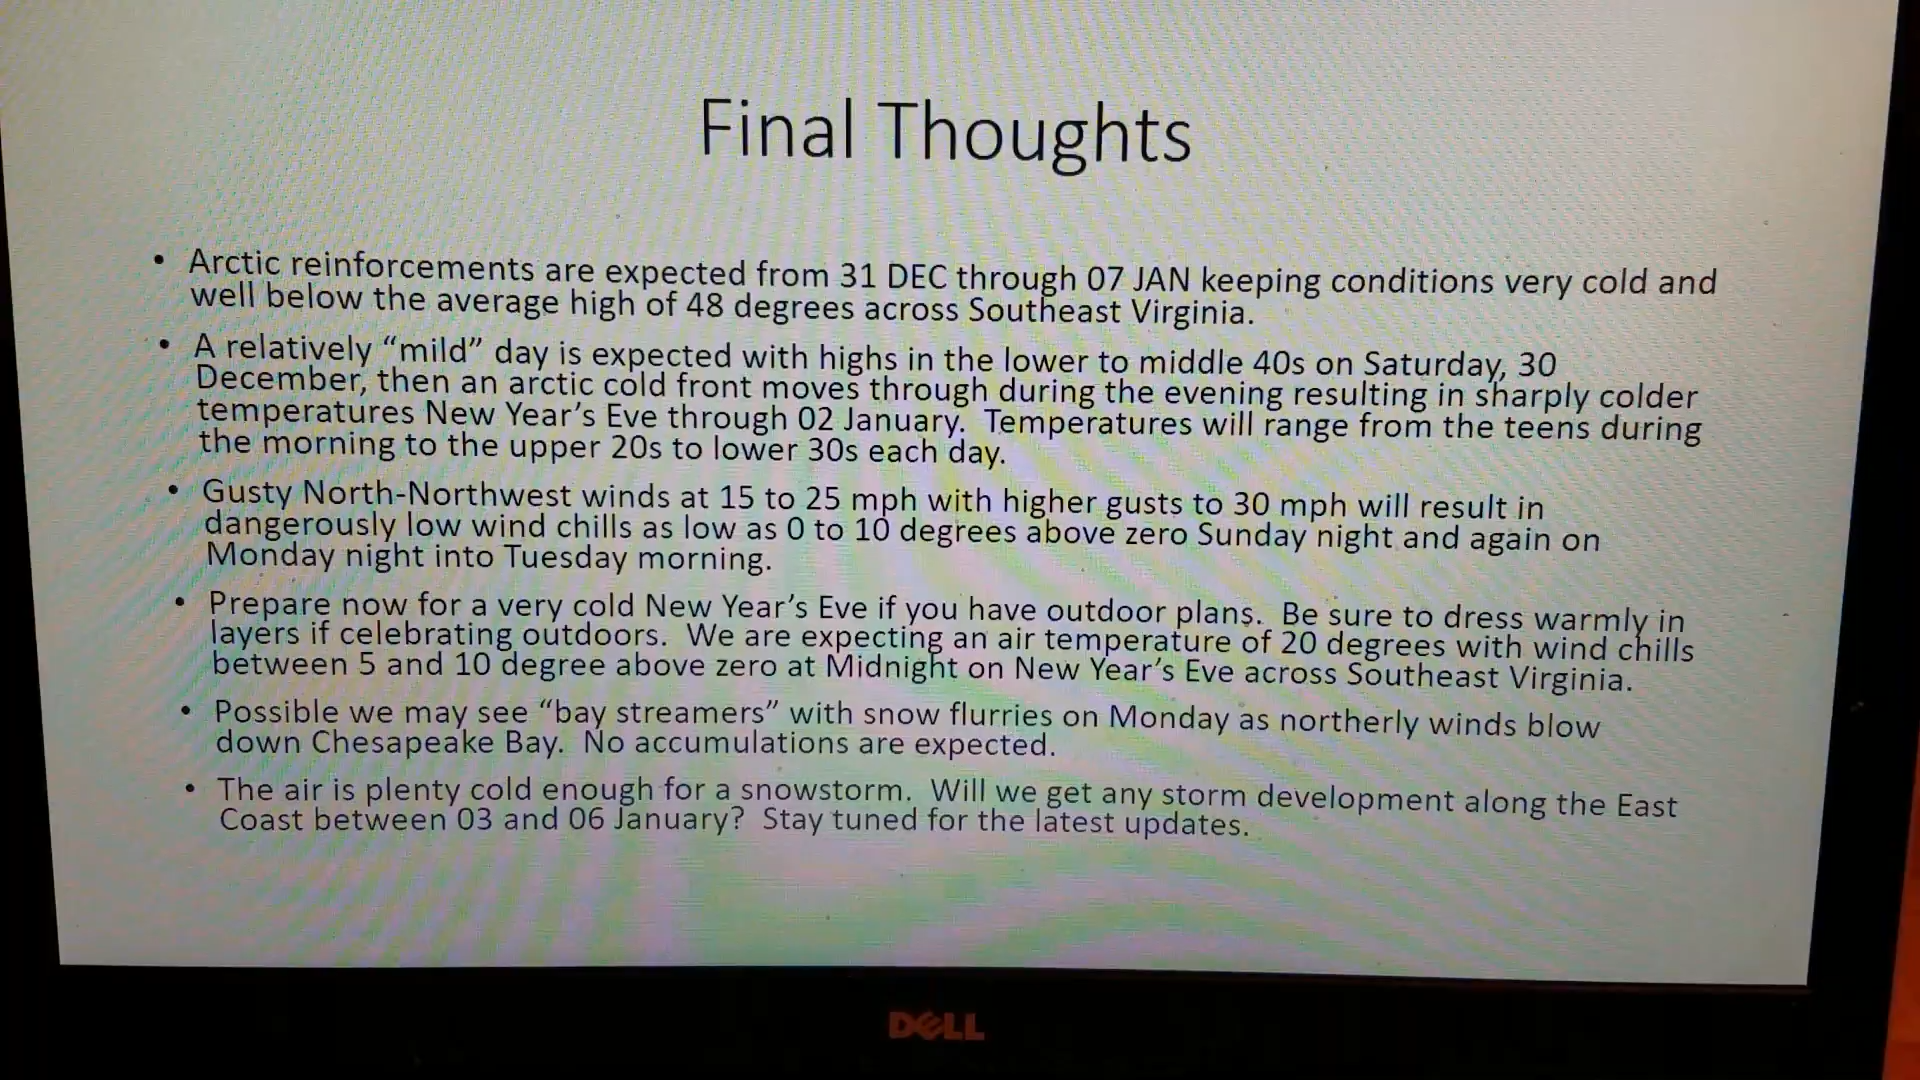 Final Thoughts
• Arctic reinforcements are expected from 31 DEC through 07 JAN keeping conditions very cold and
well below the average high of 48 degrees across Southeast Virginia.
• A relatively “mild” day is expected with highs in the lower to middle 40s on Saturday, 30
December, then an arctic cold front moves through during the evening resulting in sharply colder
temperatures New Year’s Eve through 02 January. Temperatures will range from the teens during
the morning to the upper 20s to lower 30s each day.
• Gusty North-Northwest winds at 15 to 25 mph with higher gusts to 30 mph will result in
dangerously low wind chills as low as 0 to 10 degrees above zero Sunday night and again on
Monday night into Tuesday morning.
• Prepare now for a very cold New Year’s Eve if you have outdoor plans. Be sure to dress warmly in
layers if celebrating outdoors. We are expecting an air temperature of 20 degrees with wind chills
between 5 and 10 degree above zero at Midnight on New Year’s Eve across Southeast Virginia.
• Possible we may see “bay streamers” with snow flurries on Monday as northerly winds blow
down Chesapeake Bay. No accumulations are expected.
• The air is plenty cold enough for a snowstorm. Will we get any storm development along the East
Coast between 03 and 06 January? Stay tuned for the latest updates.
DELL